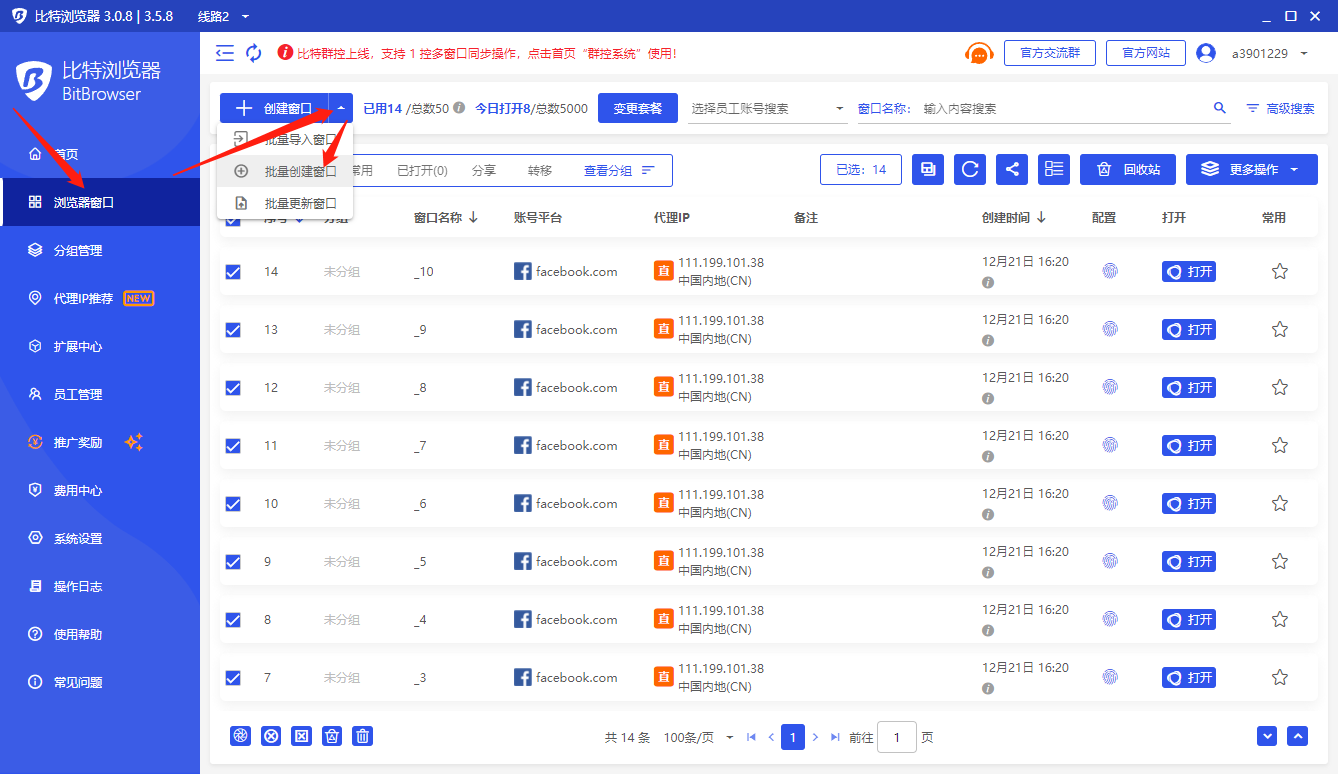 比特浏览器 3.0.8 | 3.5.8 线路2
比特浏览器
BitBrowser
首页
浏览器窗口
分组管理
代理IP推荐 NEW
扩展中心
员工管理
推广奖励
费用中心
系统设置
操作日志
使用帮助
常见问题
比特群控上线，支持 1 控多窗口同步操作，点击首页“群控系统”使用！
官方交流群 官方网站 a3901229
创建窗口 已用14 /总数50 今日打开8/总数5000 变更套餐 选择员工账号搜索 窗口名称: 输入内容搜索 高级搜索
批量导入窗口
批量创建窗口
批量更新窗口
常用 已打开(0) 分享 转移 查看分组 已选：14 回收站 更多操作
序号 分组 窗口名称 账号平台 代理IP 备注 创建时间 配置 打开 常用
14 未分组 _10 facebook.com 直 111.199.101.38 12月21日 16:20 打开
中国内地(CN)
13 未分组 _9 facebook.com 直 111.199.101.38 12月21日 16:20 打开
中国内地(CN)
12 未分组 _8 facebook.com 直 111.199.101.38 12月21日 16:20 打开
中国内地(CN)
11 未分组 _7 facebook.com 直 111.199.101.38 12月21日 16:20 打开
中国内地(CN)
10 未分组 _6 facebook.com 直 111.199.101.38 12月21日 16:20 打开
中国内地(CN)
9 未分组 _5 facebook.com 直 111.199.101.38 12月21日 16:20 打开
中国内地(CN)
8 未分组 _4 facebook.com 直 111.199.101.38 12月21日 16:20 打开
中国内地(CN)
7 未分组 _3 facebook.com 直 111.199.101.38 12月21日 16:20 打开
中国内地(CN)
共 14 条 100条/页 1 前往 1 页